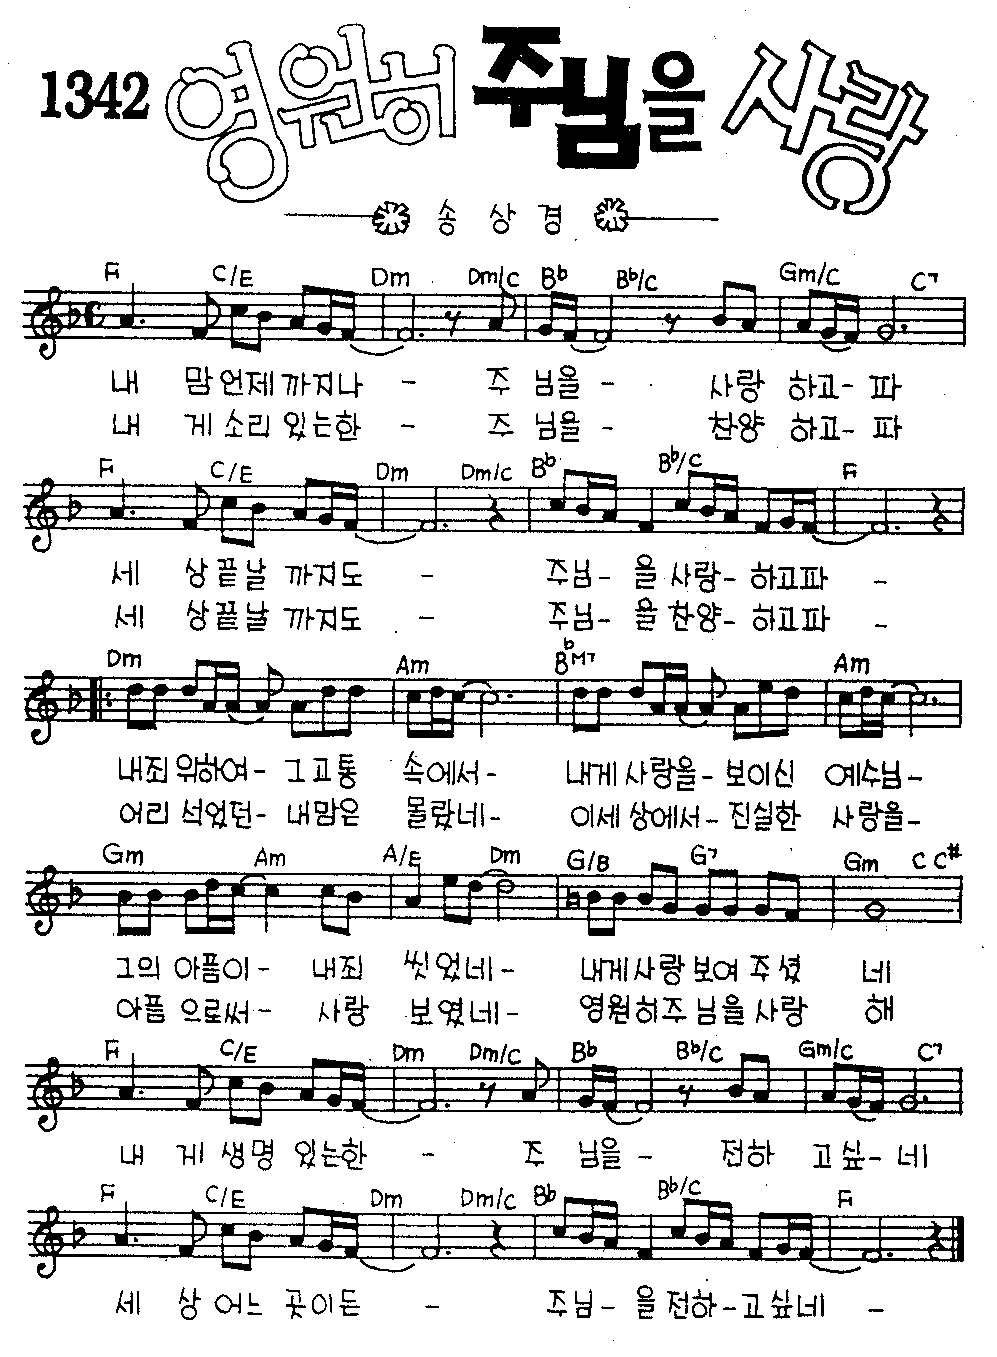 1342 영원히 주님을 사랑
송 상 경
F C/E Dm Dm/C Bb Bb/C Gm/C C7
내 맘 언제 까지나 - 주 님을 - 사랑 하고- 파
내 게 소리 있는한 - 주 님을 - 찬양 하고- 파
F C/E Dm Dm/C Bb Bb/C F
세 상 끝날 까지도 - 주님- 을 사랑- 하고파 -
세 상 끝날 까지도 - 주님- 을 찬양- 하고파 -
Dm Am BbM7 Am
내죄 위하여- 그 고통 속에서- 내게 사랑을- 보이신 예수님-
어리 석었던- 내맘은 몰랐네- 이세 상에서- 진실한 사랑을-
Gm Am A/E Dm G/B G7 Gm C C#
그의 아픔이- 내죄 씻었네- 내게사랑 보여 주셨 네
아픔 으로써- 사랑 보였네- 영원히주 님을 사랑 해
F C/E Dm Dm/C Bb Bb/C Gm/C C7
내 게 생명 있는한 - 주 님을 - 전하 고싶- 네
F C/E Dm Dm/C Bb Bb/C F
세 상 어느 곳이든 - 주님- 을 전하-고싶네 -